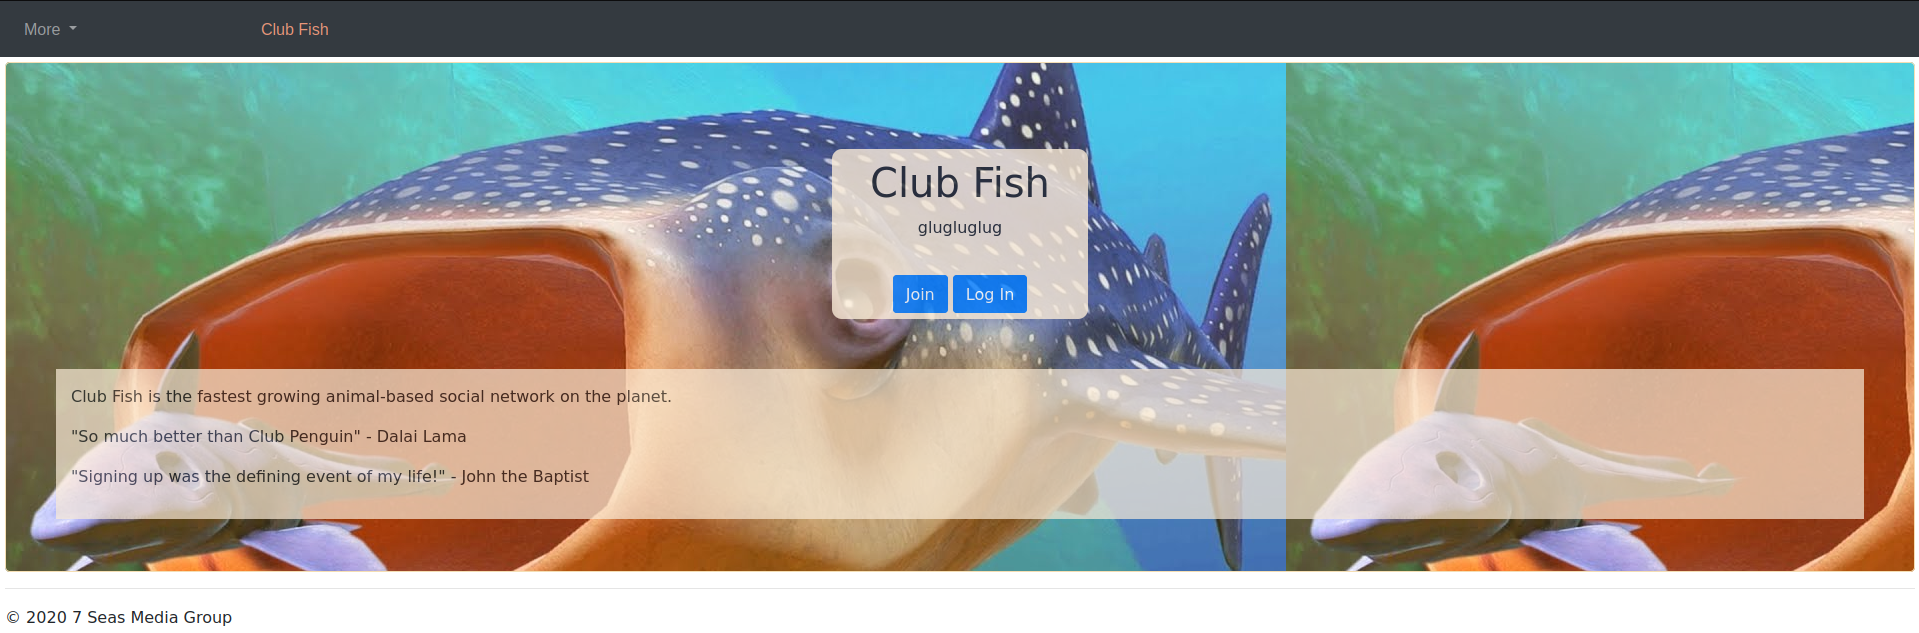 More
Club Fish
Club Fish
glugluglug
Join Log In
Club Fish is the fastest growing animal-based social network on the planet.
"So much better than Club Penguin" - Dalai Lama
"Signing up was the defining event of my life!" - John the Baptist
© 2020 7 Seas Media Group